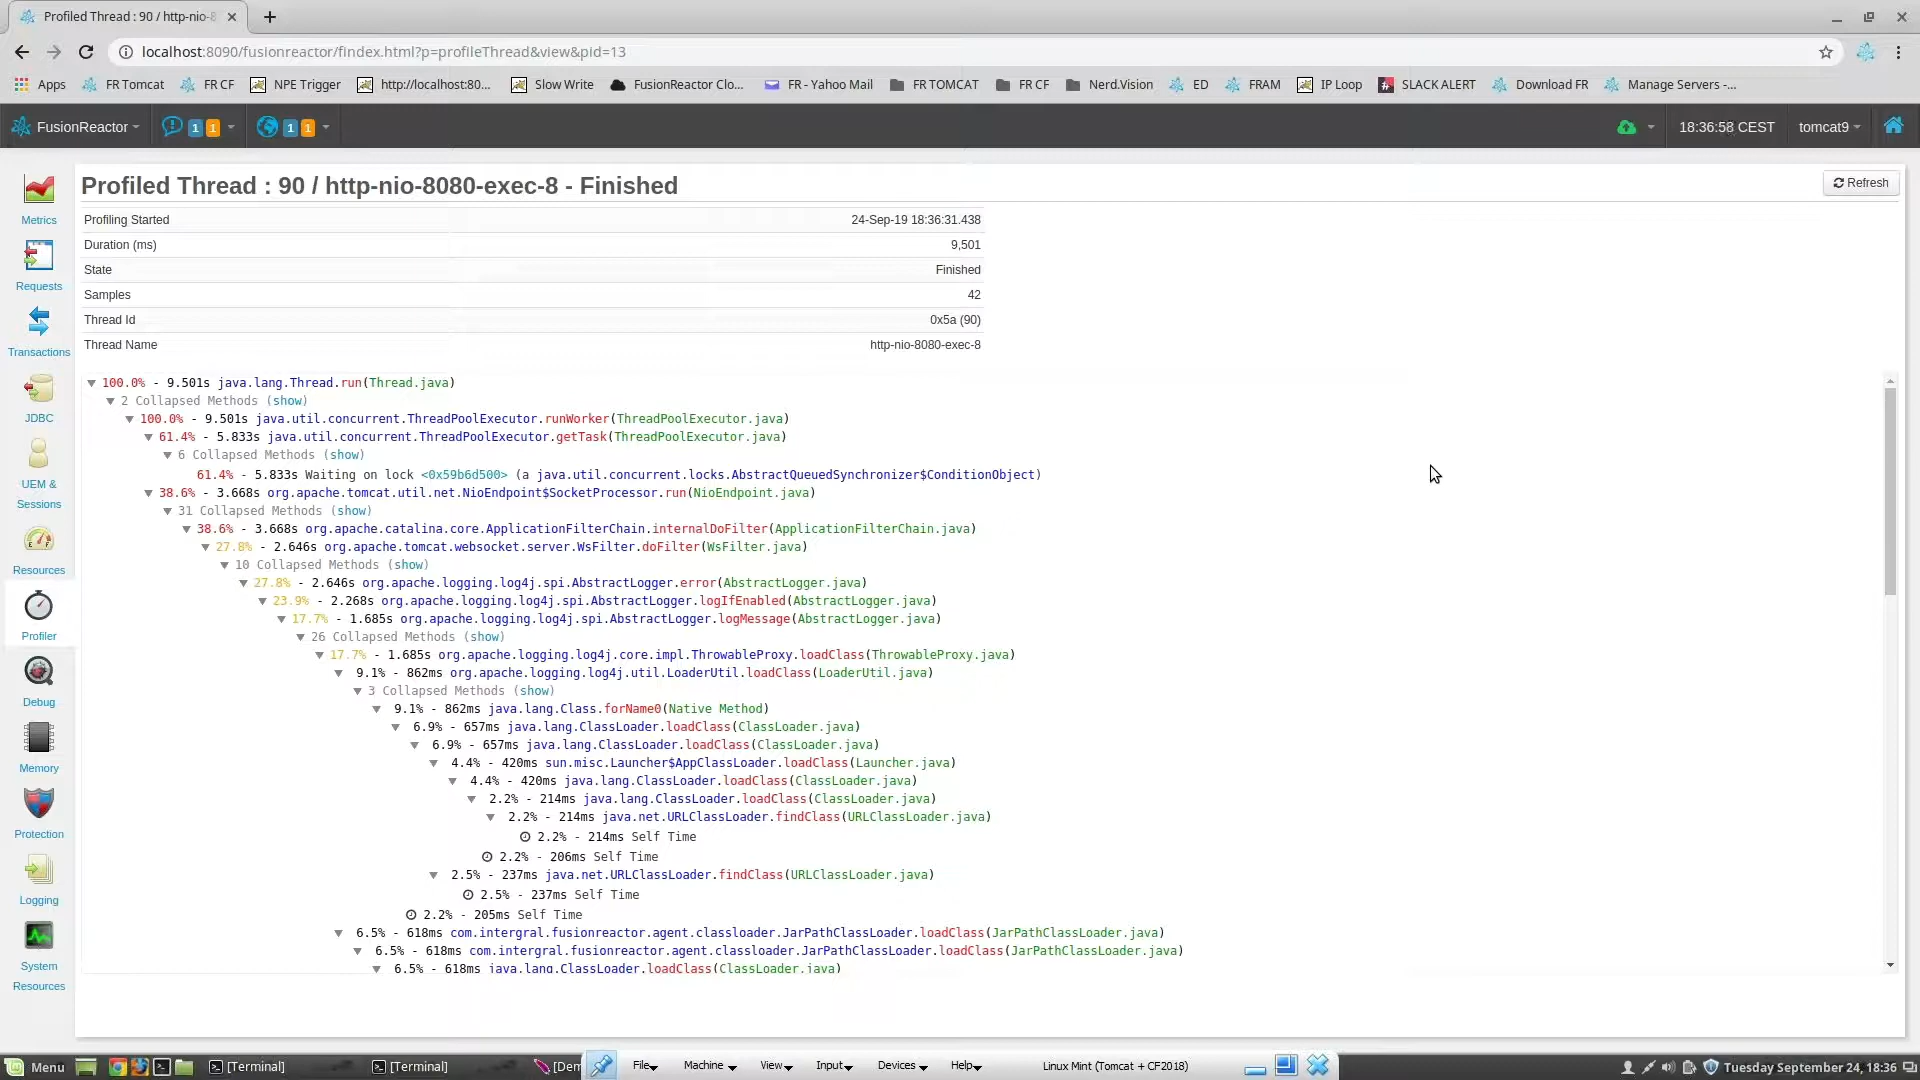 Profiled Thread : 90 / http-nio-8
localhost:8090/fusionreactor/findex.html?p=profileThread&view&pid=13
Apps FR Tomcat FR CF NPE Trigger http://localhost:80... Slow Write FusionReactor Clo... FR - Yahoo Mail FR TOMCAT FR CF Nerd.Vision ED FRAM IP Loop SLACK ALERT Download FR Manage Servers -...
FusionReactor 1 1 1 1 18:36:58 CEST tomcat9
Profiled Thread : 90 / http-nio-8080-exec-8 - Finished
Refresh
Profiling Started 24-Sep-19 18:36:31.438
Duration (ms) 9,501
State Finished
Samples 42
Thread Id 0x5a (90)
Thread Name http-nio-8080-exec-8
Metrics
Requests
Transactions
JDBC
UEM &
Sessions
Resources
Profiler
Debug
Memory
Protection
Logging
System
Resources
100.0% - 9.501s java.lang.Thread.run(Thread.java)
2 Collapsed Methods (show)
100.0% - 9.501s java.util.concurrent.ThreadPoolExecutor.runWorker(ThreadPoolExecutor.java)
61.4% - 5.833s java.util.concurrent.ThreadPoolExecutor.getTask(ThreadPoolExecutor.java)
6 Collapsed Methods (show)
61.4% - 5.833s Waiting on lock <0x59b6d500> (a java.util.concurrent.locks.AbstractQueuedSynchronizer$ConditionObject)
38.6% - 3.668s org.apache.tomcat.util.net.NioEndpoint$SocketProcessor.run(NioEndpoint.java)
31 Collapsed Methods (show)
38.6% - 3.668s org.apache.catalina.core.ApplicationFilterChain.internalDoFilter(ApplicationFilterChain.java)
27.8% - 2.646s org.apache.tomcat.websocket.server.WsFilter.doFilter(WsFilter.java)
10 Collapsed Methods (show)
27.8% - 2.646s org.apache.logging.log4j.spi.AbstractLogger.error(AbstractLogger.java)
23.9% - 2.268s org.apache.logging.log4j.spi.AbstractLogger.logIfEnabled(AbstractLogger.java)
17.7% - 1.685s org.apache.logging.log4j.spi.AbstractLogger.logMessage(AbstractLogger.java)
26 Collapsed Methods (show)
17.7% - 1.685s org.apache.logging.log4j.core.impl.ThrowableProxy.loadClass(ThrowableProxy.java)
9.1% - 862ms org.apache.logging.log4j.util.LoaderUtil.loadClass(LoaderUtil.java)
3 Collapsed Methods (show)
9.1% - 862ms java.lang.Class.forName0(Native Method)
6.9% - 657ms java.lang.ClassLoader.loadClass(ClassLoader.java)
6.9% - 657ms java.lang.ClassLoader.loadClass(ClassLoader.java)
4.4% - 420ms sun.misc.Launcher$AppClassLoader.loadClass(Launcher.java)
4.4% - 420ms java.lang.ClassLoader.loadClass(ClassLoader.java)
2.2% - 214ms java.lang.ClassLoader.loadClass(ClassLoader.java)
2.2% - 214ms java.net.URLClassLoader.findClass(URLClassLoader.java)
2.2% - 214ms Self Time
2.2% - 206ms Self Time
2.5% - 237ms java.net.URLClassLoader.findClass(URLClassLoader.java)
2.5% - 237ms Self Time
2.2% - 205ms Self Time
6.5% - 618ms com.intergral.fusionreactor.agent.classloader.JarPathClassLoader.loadClass(JarPathClassLoader.java)
6.5% - 618ms com.intergral.fusionreactor.agent.classloader.JarPathClassLoader.loadClass(JarPathClassLoader.java)
6.5% - 618ms java.lang.ClassLoader.loadClass(ClassLoader.java)
Menu [Terminal] [Terminal] [Den File Machine View Input Devices Help Linux Mint (Tomcat + CF2018) Tuesday September 24, 18:36